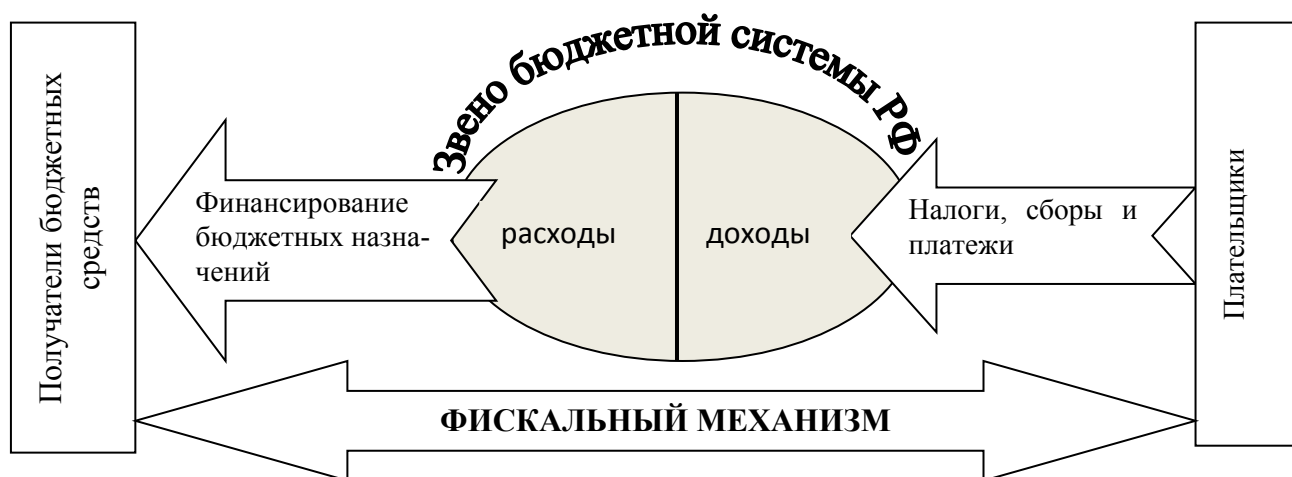 Звено бюджетной системы РФ
Получатели бюджетных
средств
Финансирование
бюджетных назна-
чений
расходы
доходы
Налоги, сборы и
платежи
Плательщики
ФИСКАЛЬНЫЙ МЕХАНИЗМ